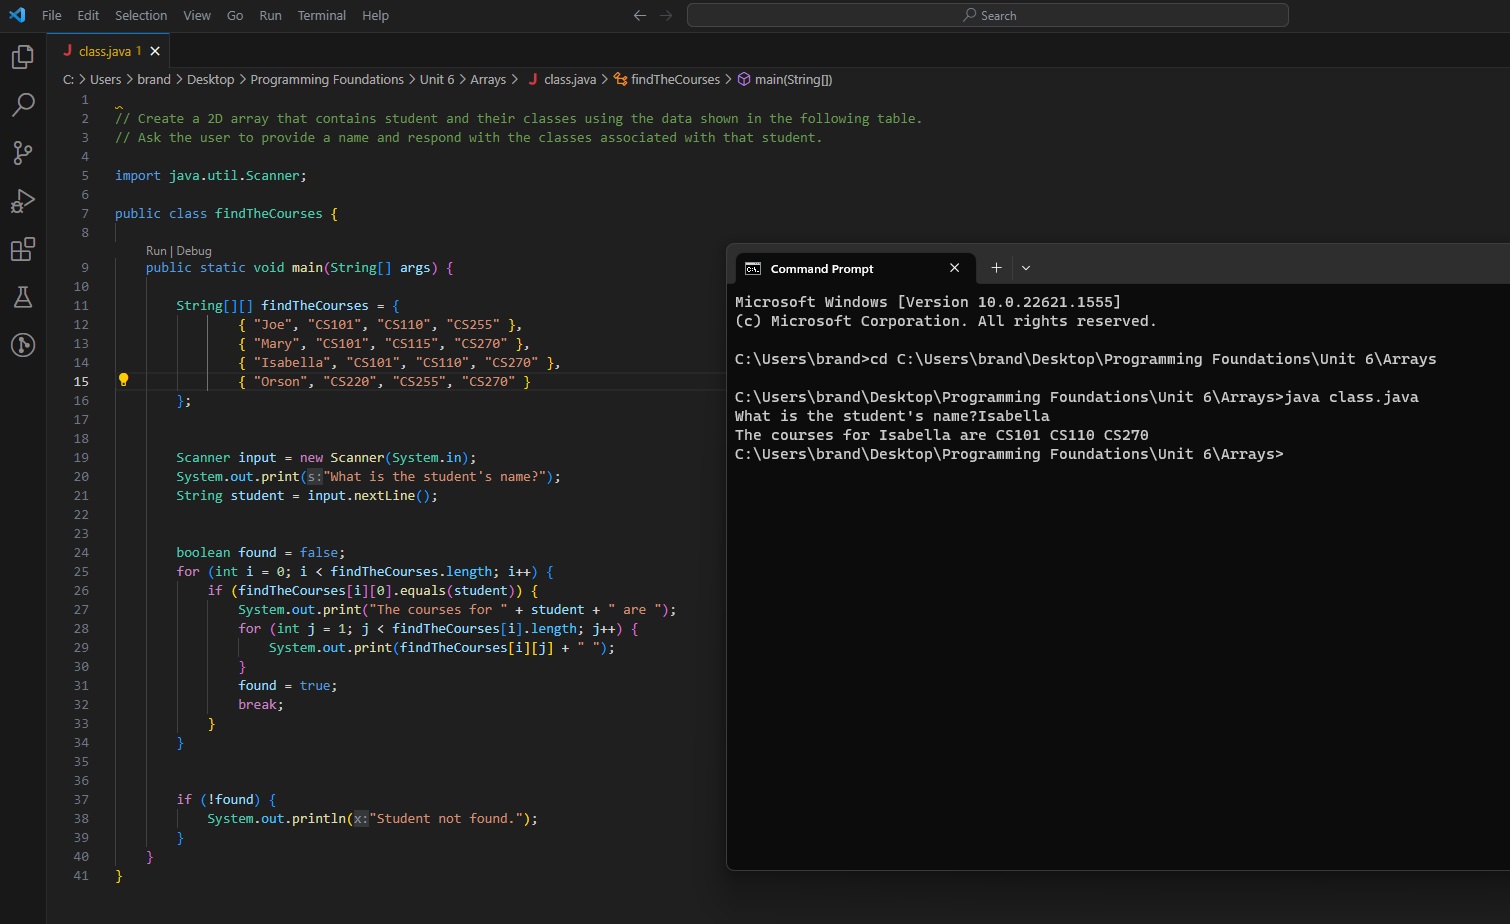 File Edit Selection View Go Run Terminal Help
Search
class.java 1
C: > Users > brand > Desktop > Programming Foundations > Unit 6 > Arrays > J class.java > findTheCourses > main(String[])
1
2 // Create a 2D array that contains student and their classes using the data shown in the following table.
3 // Ask the user to provide a name and respond with the classes associated with that student.
4
5 import java.util.Scanner;
6
7 public class findTheCourses {
8
Run | Debug
9 public static void main(String[] args) {
10
11 String[][] findTheCourses = {
12 { "Joe", "CS101", "CS110", "CS255" },
13 { "Mary", "CS101", "CS115", "CS270" },
14 { "Isabella", "CS101", "CS110", "CS270" },
15 { "Orson", "CS220", "CS255", "CS270" }
16 };
17
18
19 Scanner input = new Scanner(System.in);
20 System.out.print(s:"What is the student's name?");
21 String student = input.nextLine();
22
23
24 boolean found = false;
25 for (int i = 0; i < findTheCourses.length; i++) {
26 if (findTheCourses[i][0].equals(student)) {
27 System.out.print("The courses for " + student + " are ");
28 for (int j = 1; j < findTheCourses[i].length; j++) {
29 System.out.print(findTheCourses[i][j] + " ");
30 }
31 found = true;
32 break;
33 }
34 }
35
36
37 if (!found) {
38 System.out.println(x:"Student not found.");
39 }
40 }
41 }
Command Prompt
Microsoft Windows [Version 10.0.22621.1555]
(c) Microsoft Corporation. All rights reserved.
C:\Users\brand>cd C:\Users\brand\Desktop\Programming Foundations\Unit 6\Arrays
C:\Users\brand\Desktop\Programming Foundations\Unit 6\Arrays>java class.java
What is the student's name?Isabella
The courses for Isabella are CS101 CS110 CS270
C:\Users\brand\Desktop\Programming Foundations\Unit 6\Arrays>